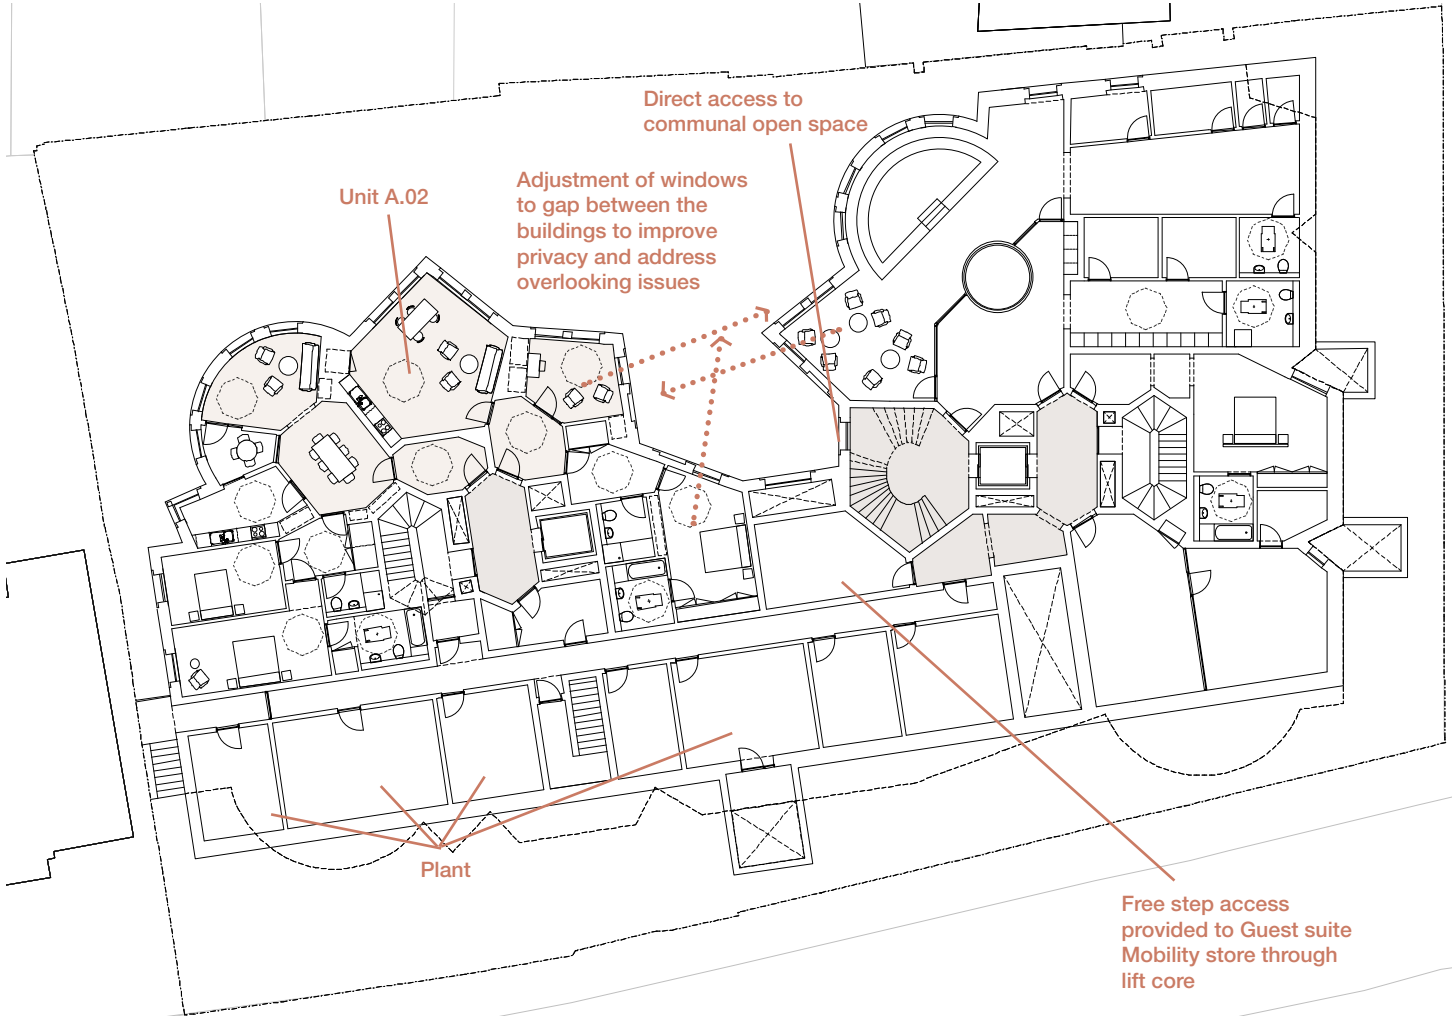 Direct access to
communal open space
Unit A.02
Adjustment of windows
to gap between the
buildings to improve
privacy and address
overlooking issues
Plant
Free step access
provided to Guest suite
Mobility store through
lift core